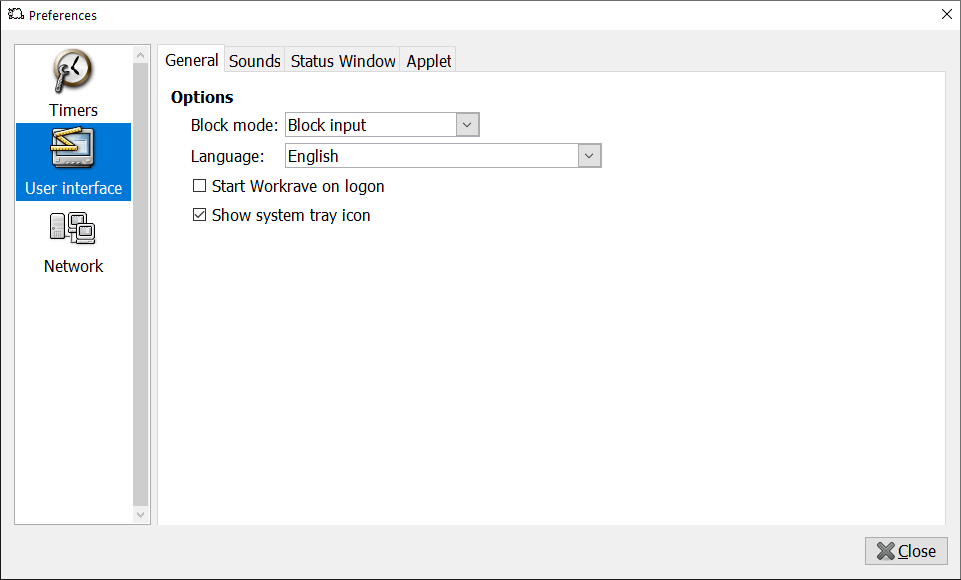 Preferences
Timers
User interface
Network
General Sounds Status Window Applet
Options
Block mode: Block input
Language: English
Start Workrave on logon
Show system tray icon
Close